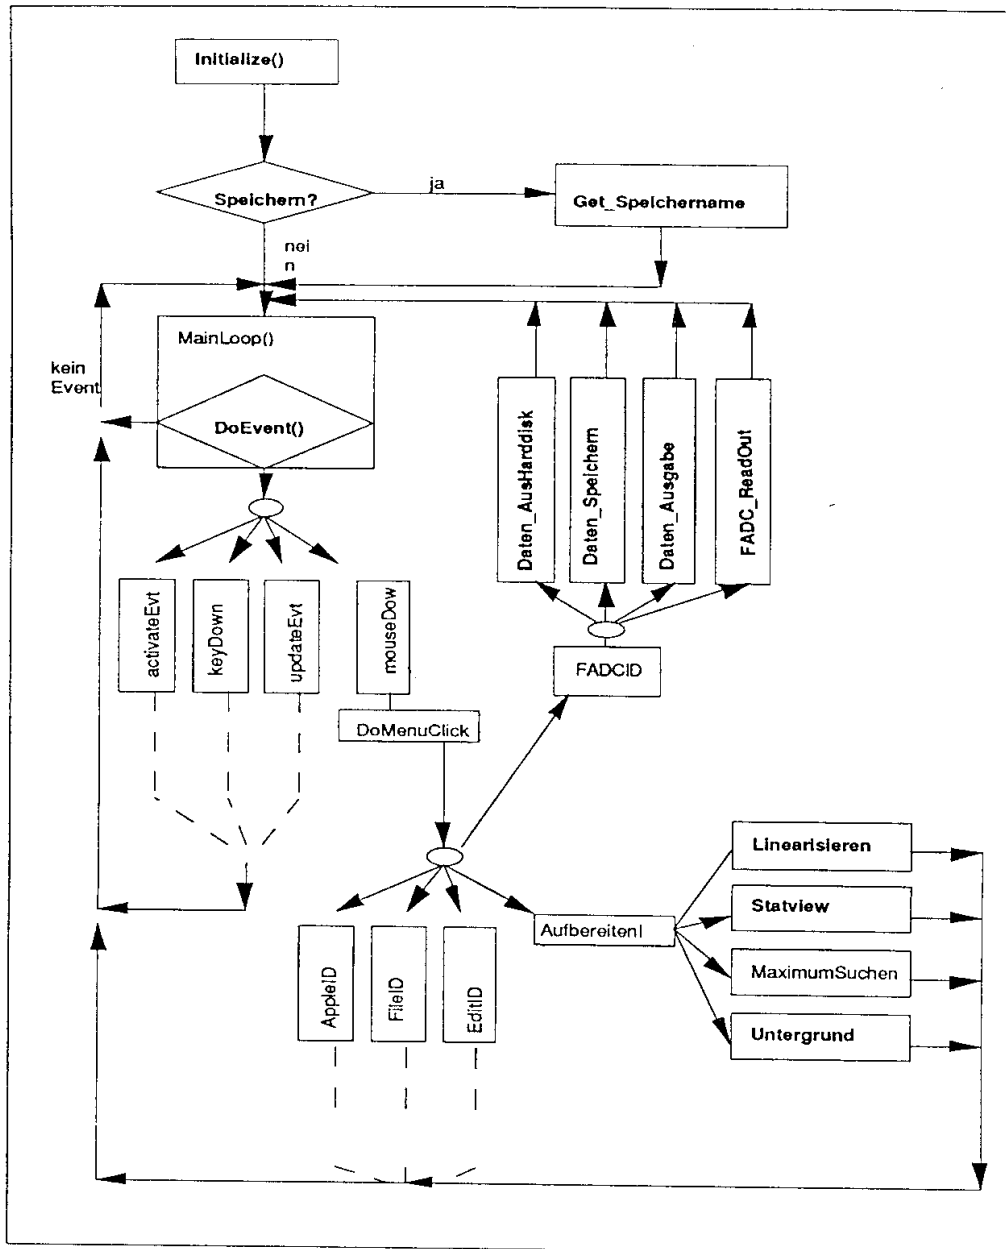 Initialize()
Speichern?
ja
Get_Speichername
nei
n
MainLoop()
kein
Event
DoEvent()
Daten_AusHarddisk
Daten_Speichern
Daten_Ausgabe
FADC_ReadOut
activateEvt
keyDown
updateEvt
mouseDow
FADCID
DoMenuClick
Linearisieren
Statview
AufbereitenI
MaximumSuchen
Untergrund
AppleID
FileID
EditID